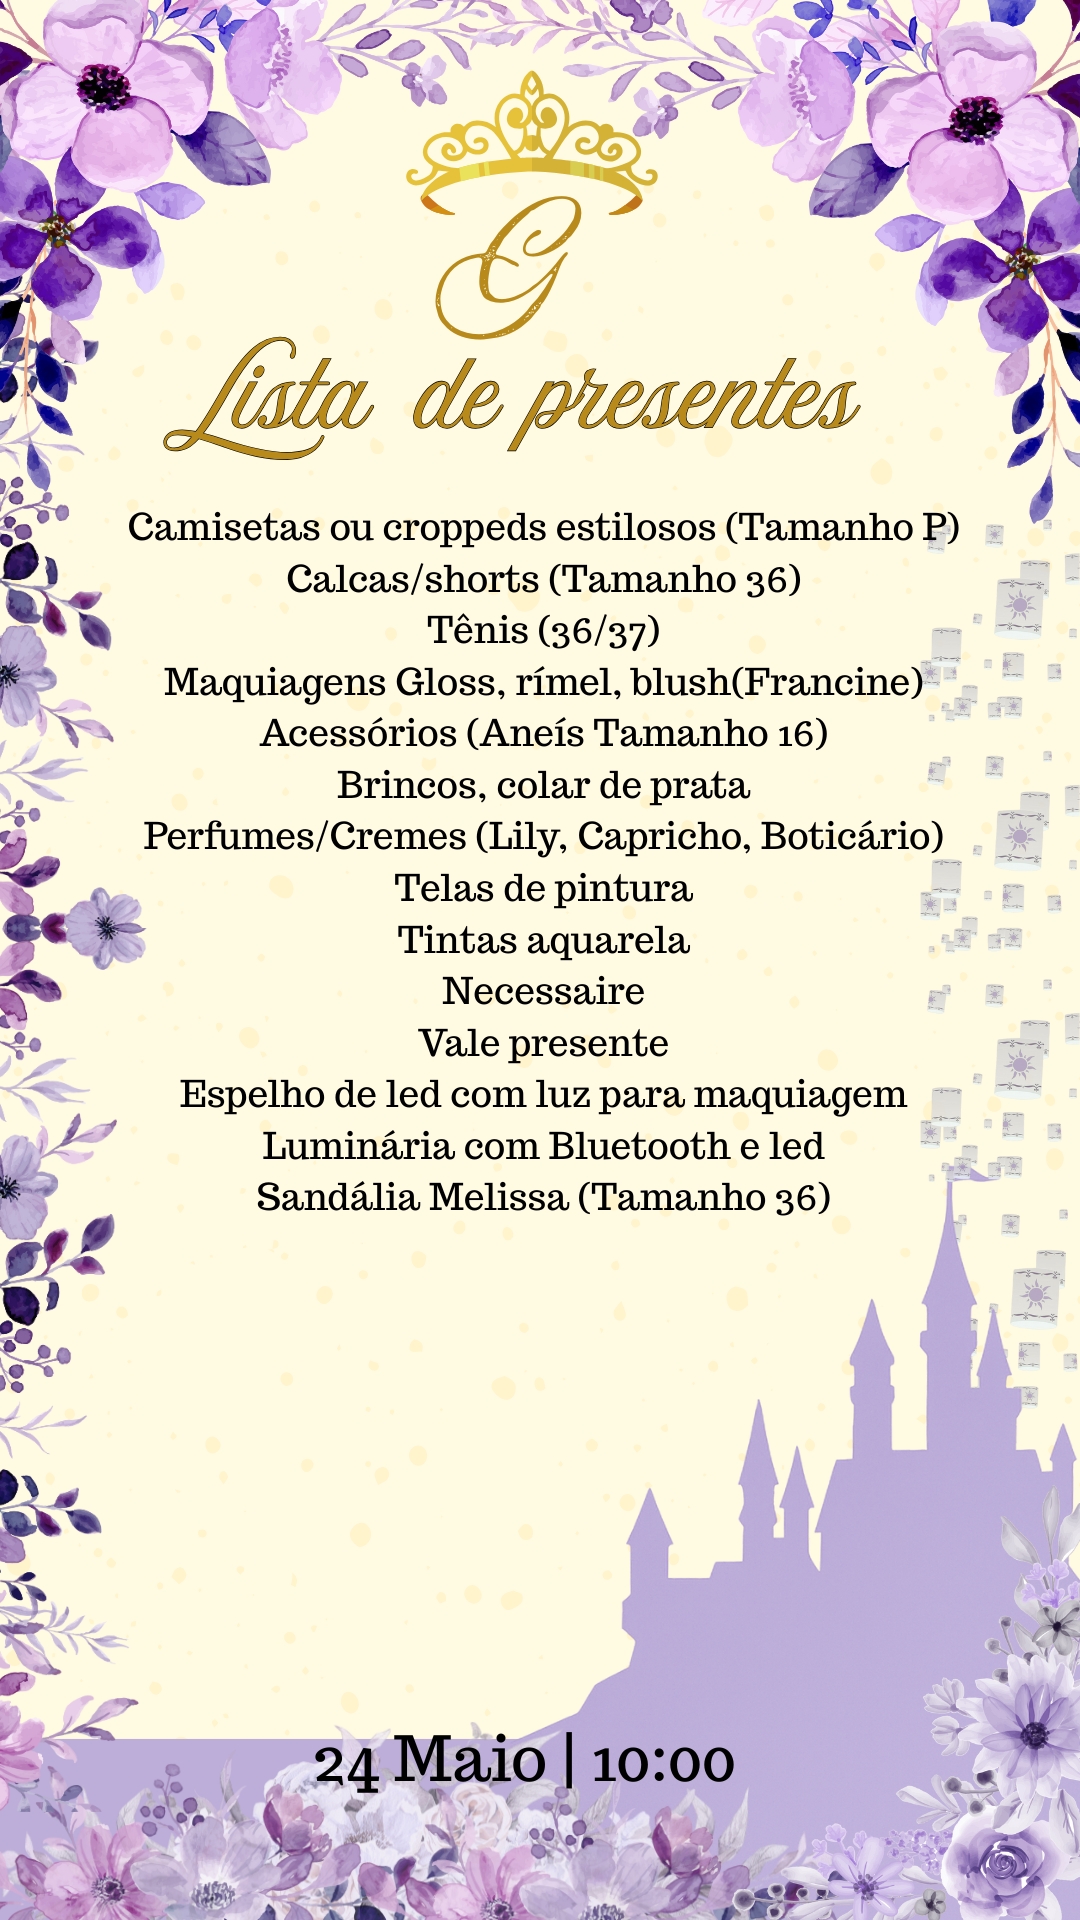 G
Lista de presentes
Camisetas ou croppeds estilosos (Tamanho P)
Calcas/shorts (Tamanho 36)
Tênis (36/37)
Maquiagens Gloss, rímel, blush(Francine)
Acessórios (Aneís Tamanho 16)
Brincos, colar de prata
Perfumes/Cremes (Lily, Capricho, Boticário)
Telas de pintura
Tintas aquarela
Necessaire
Vale presente
Espelho de led com luz para maquiagem
Luminária com Bluetooth e led
Sandália Melissa (Tamanho 36)
24 Maio | 10:00